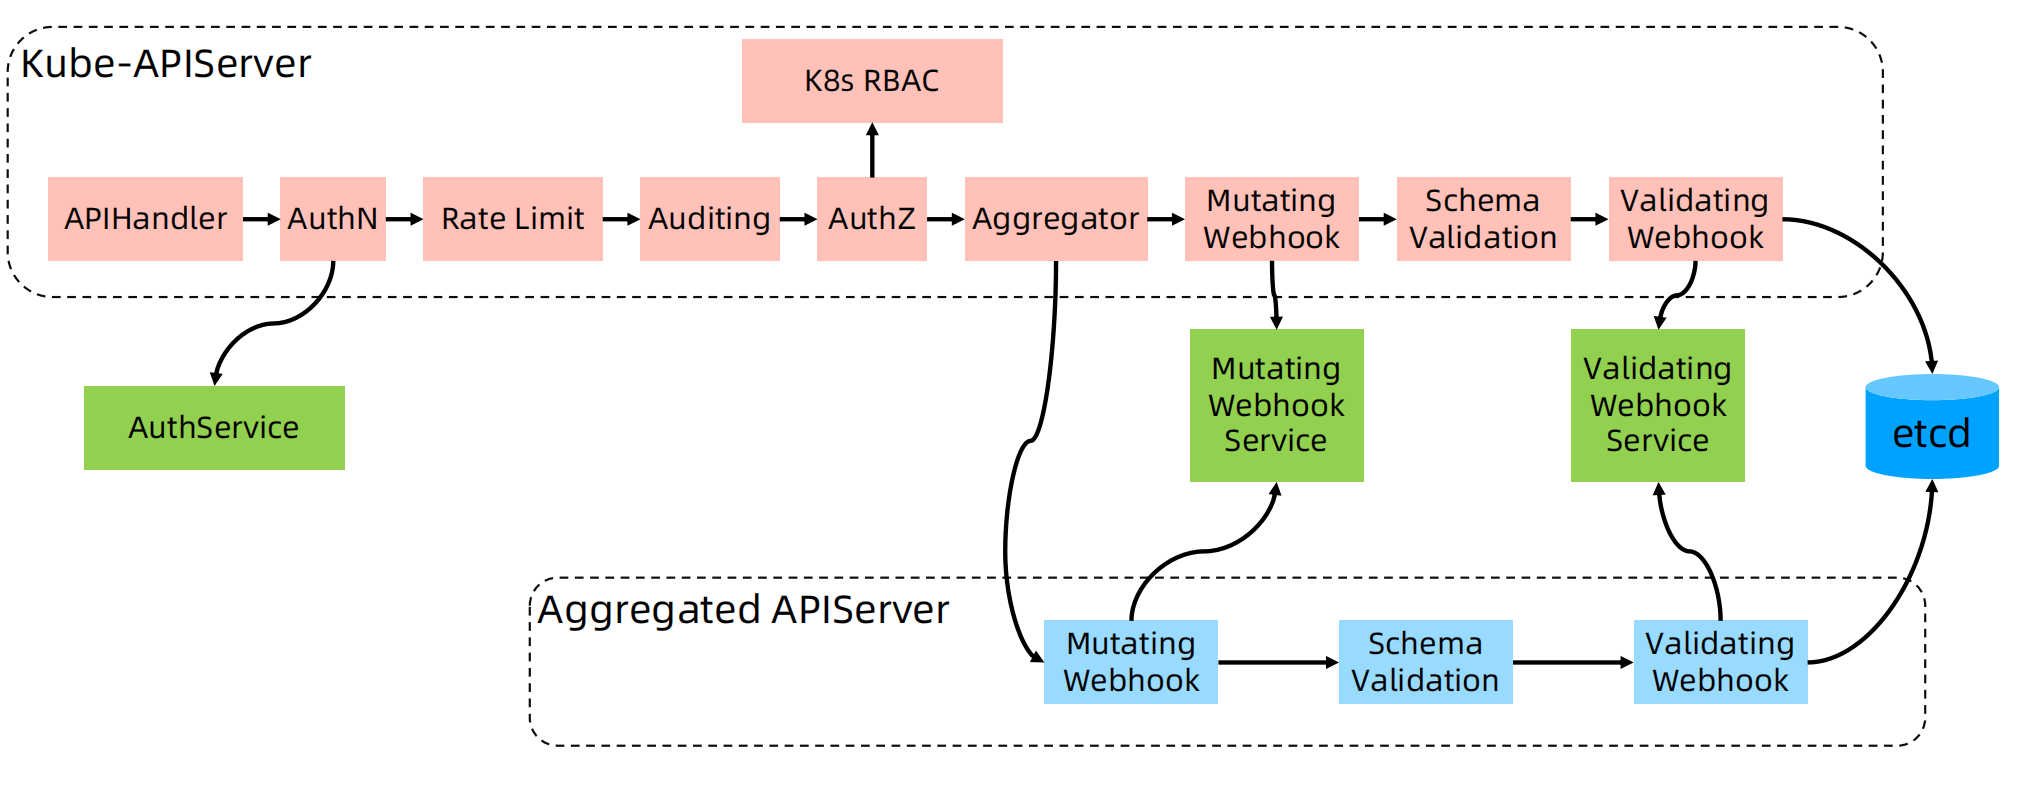 Kube-APIServer
K8s RBAC
APIHandler
AuthN
Rate Limit
Auditing
AuthZ
Aggregator
Mutating
Webhook
Schema
Validation
Validating
Webhook
AuthService
Mutating
Webhook
Service
Validating
Webhook
Service
etcd
Aggregated APIServer
Mutating
Webhook
Schema
Validation
Validating
Webhook